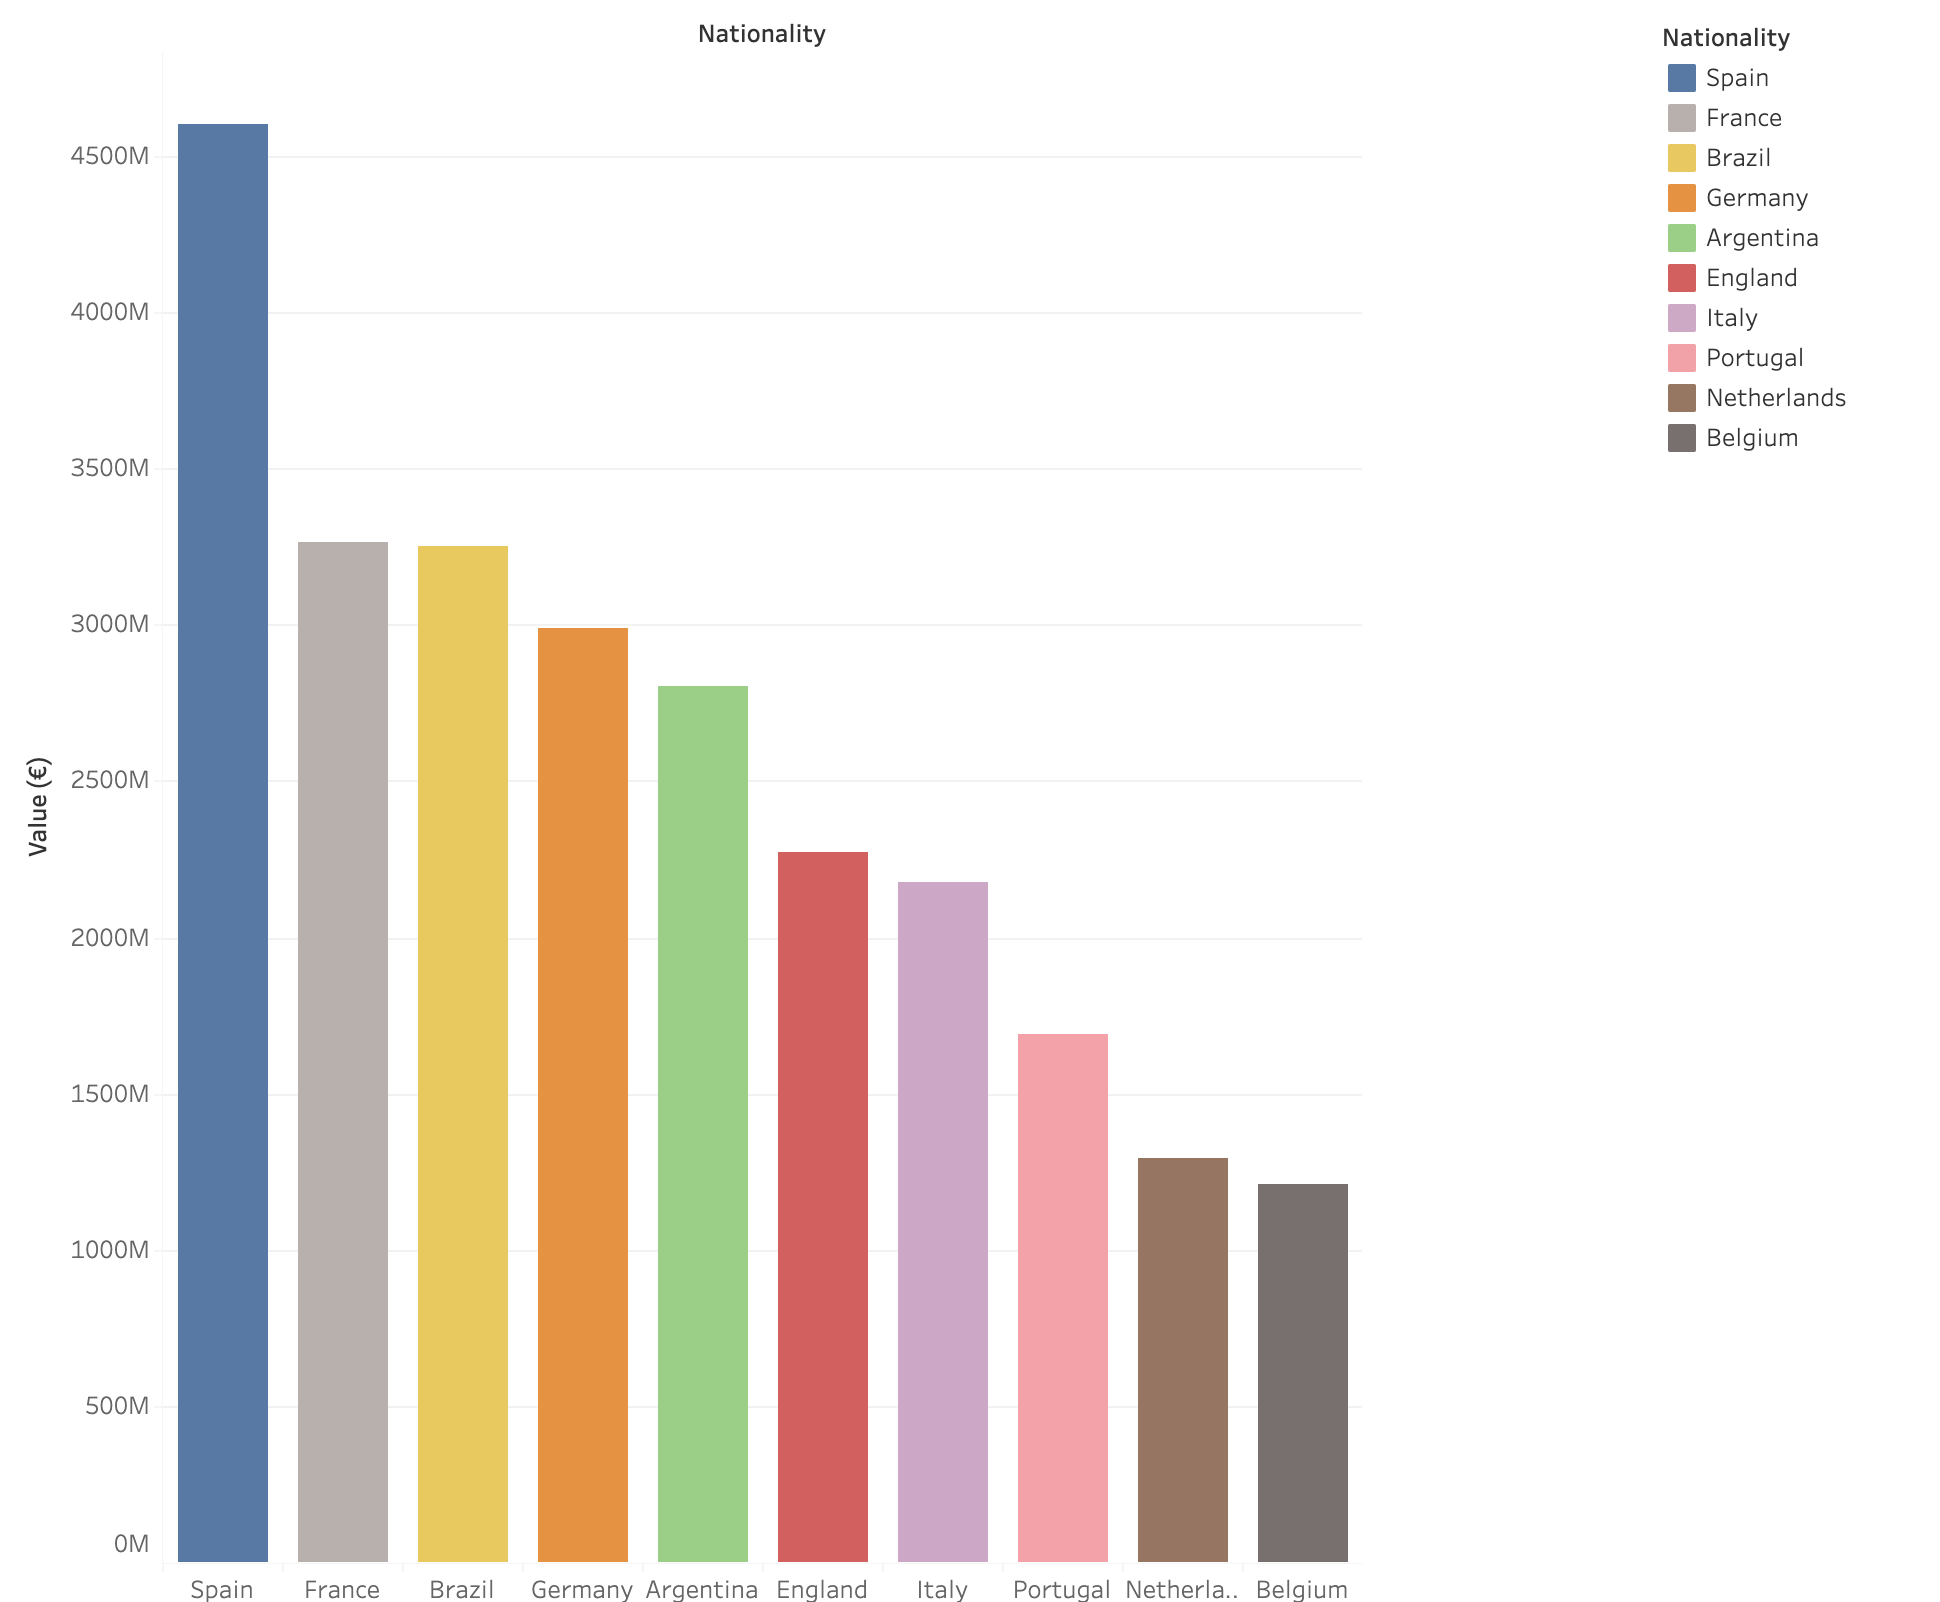 Nationality
Nationality
Spain
France
Brazil
Germany
Argentina
England
Italy
Portugal
Netherlands
Belgium
4500M
4000M
3500M
3000M
2500M
2000M
1500M
1000M
500M
0M
Value (€)
Spain France Brazil Germany Argentina England Italy Portugal Netherla.. Belgium